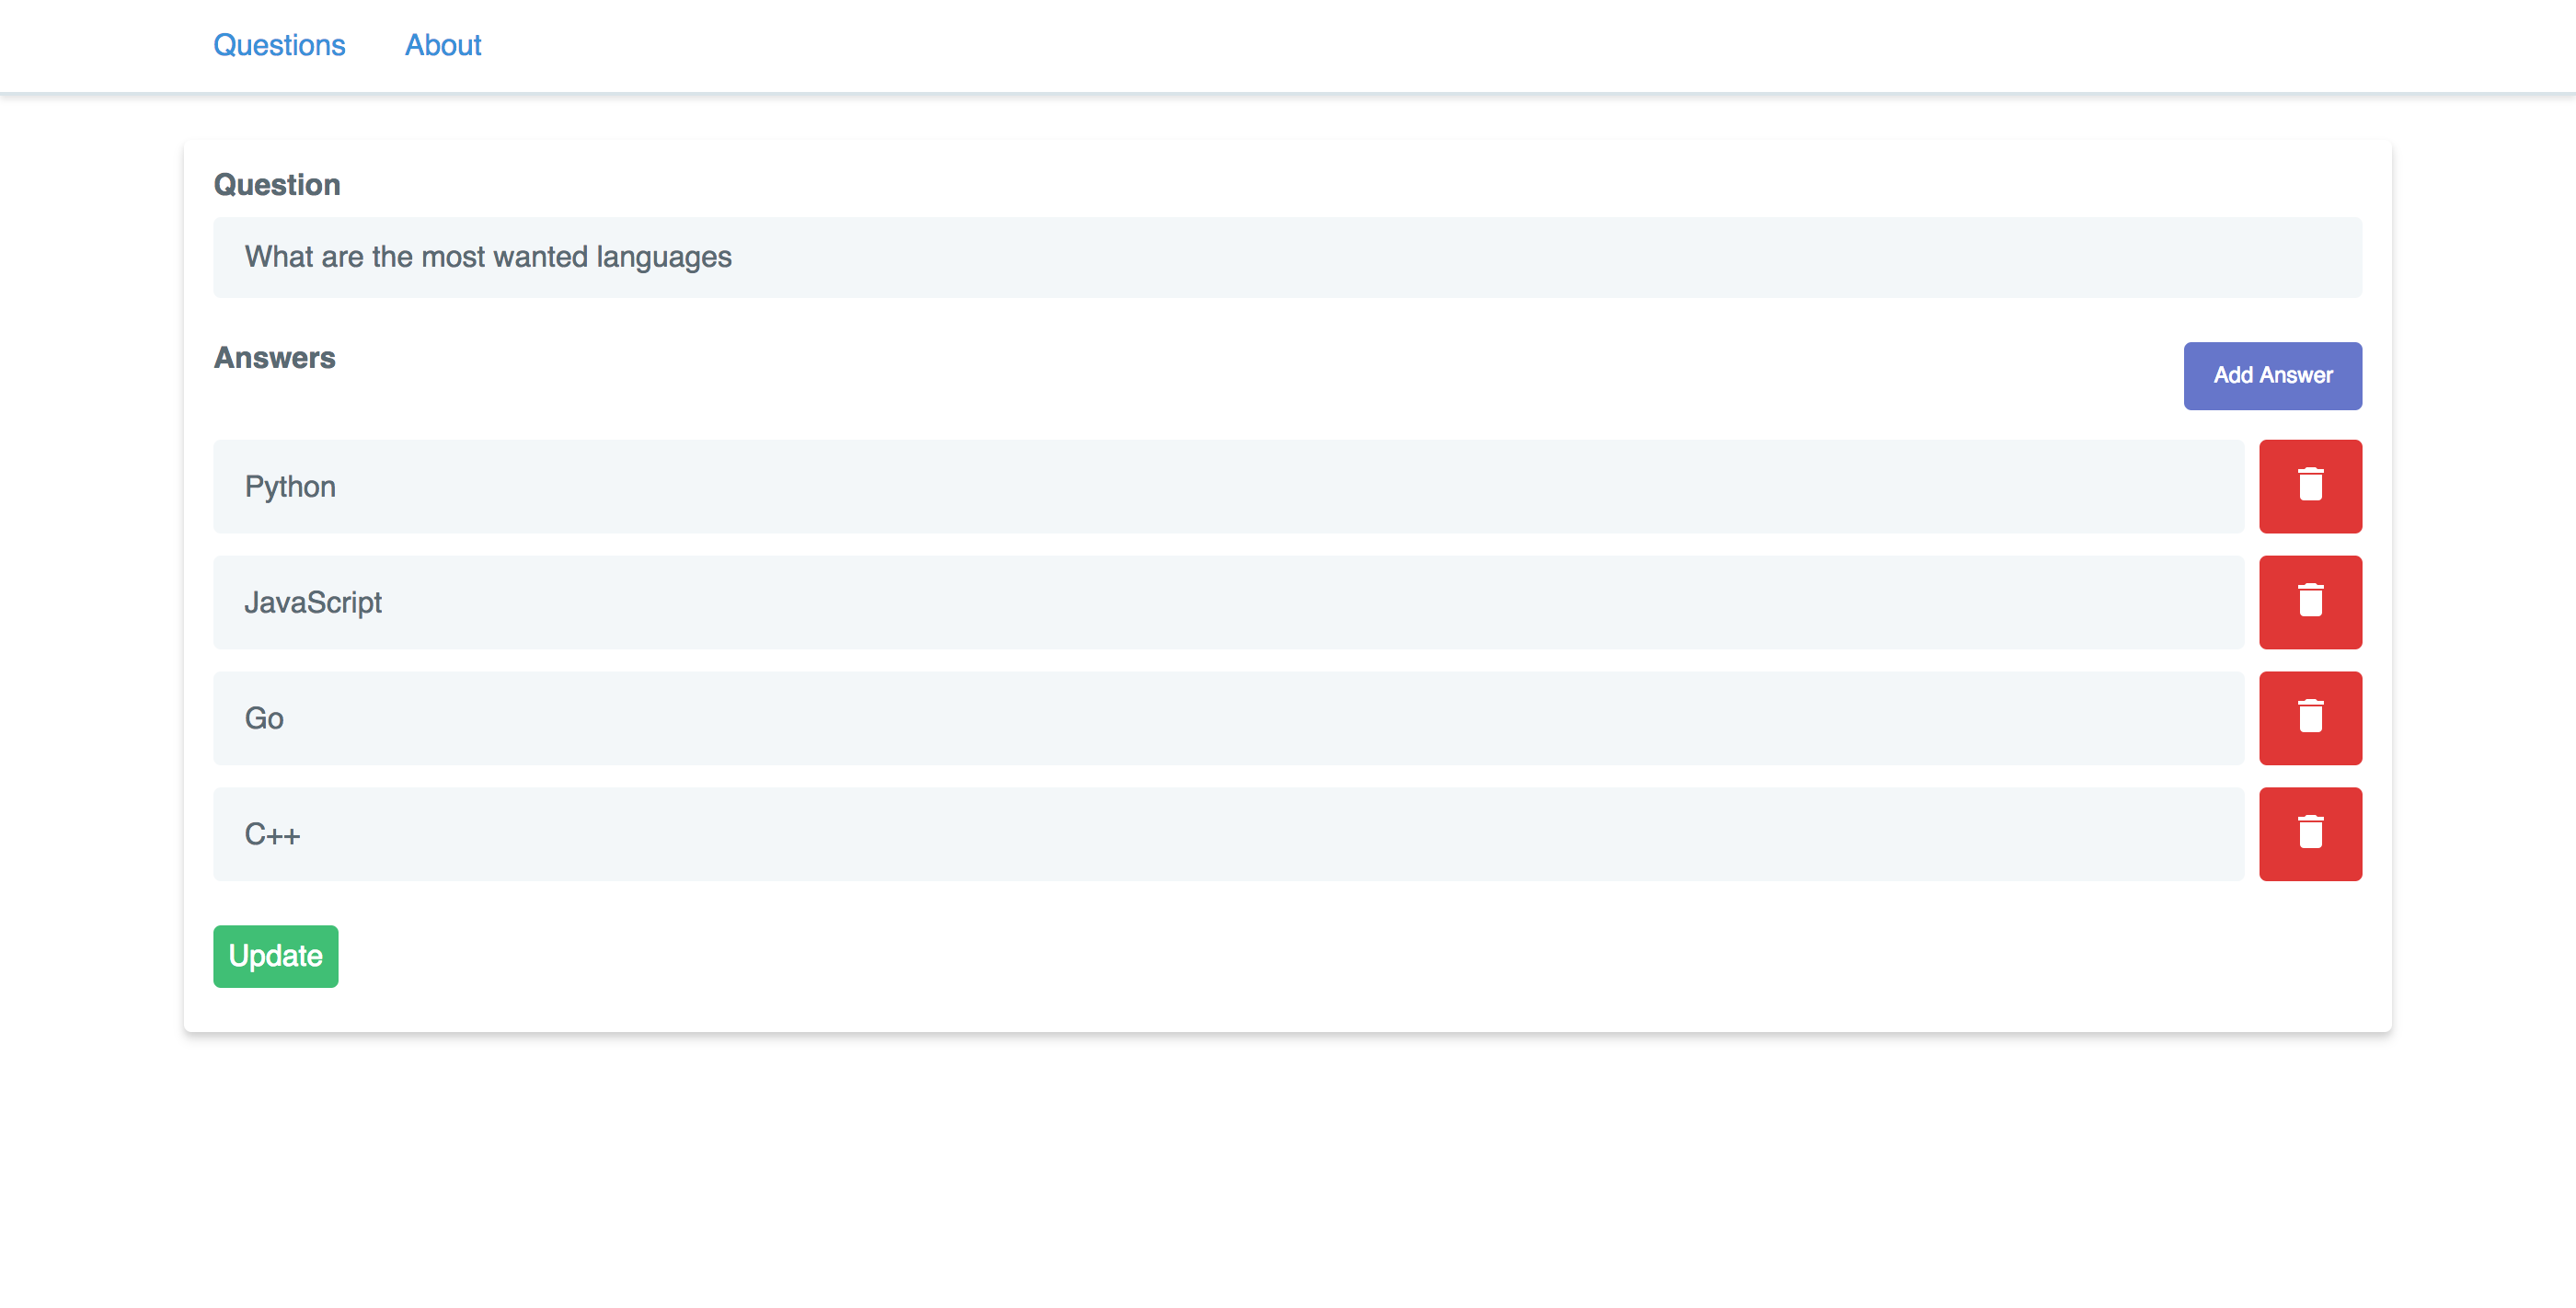 Questions About
Question
What are the most wanted languages
Answers
Add Answer
Python
JavaScript
Go
C++
Update